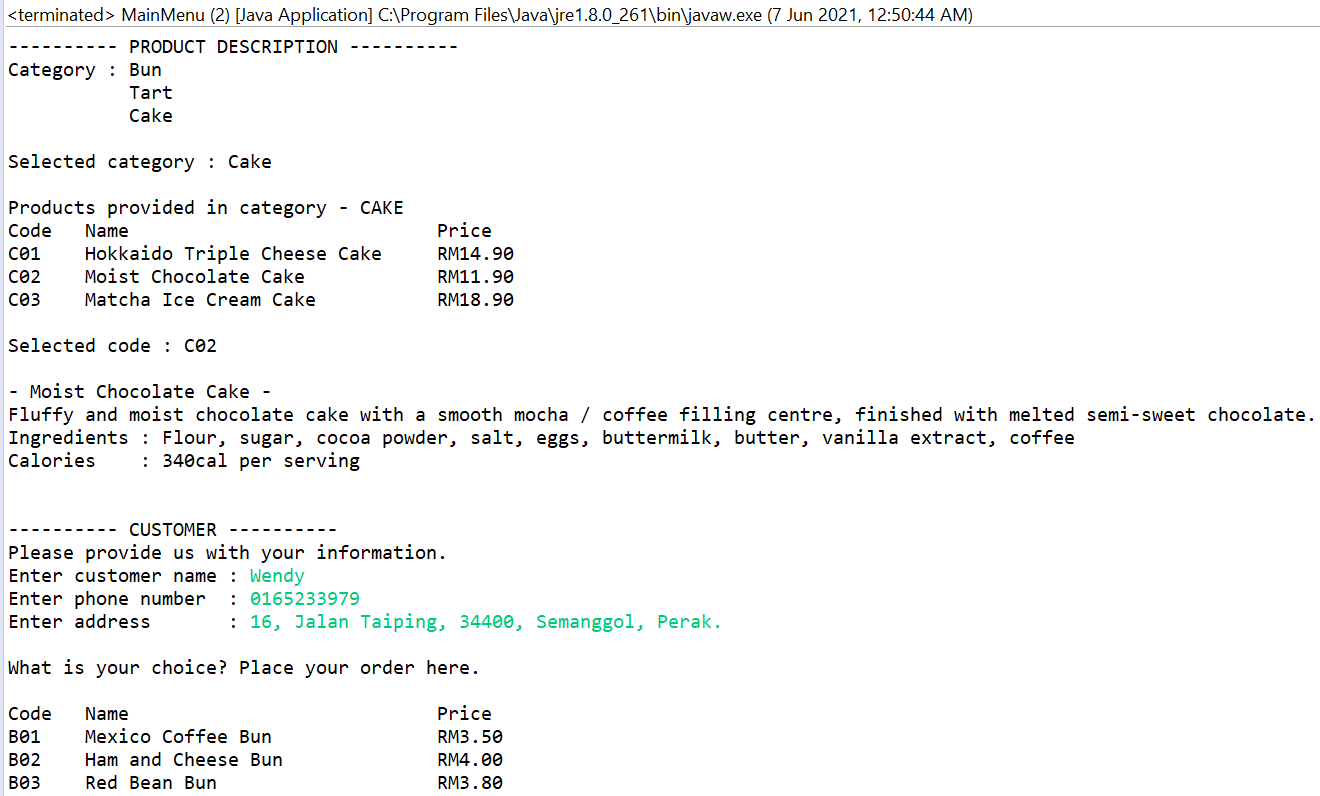 <terminated> MainMenu (2) [Java Application] C:\Program Files\Java\jre1.8.0_261\bin\javaw.exe (7 Jun 2021, 12:50:44 AM)
---------- PRODUCT DESCRIPTION ----------
Category : Bun
           Tart
           Cake
Selected category : Cake
Products provided in category - CAKE
Code   Name                            Price
C01    Hokkaido Triple Cheese Cake     RM14.90
C02    Moist Chocolate Cake            RM11.90
C03    Matcha Ice Cream Cake           RM18.90
Selected code : C02
- Moist Chocolate Cake -
Fluffy and moist chocolate cake with a smooth mocha / coffee filling centre, finished with melted semi-sweet chocolate.
Ingredients : Flour, sugar, cocoa powder, salt, eggs, buttermilk, butter, vanilla extract, coffee
Calories    : 340cal per serving
---------- CUSTOMER ----------
Please provide us with your information.
Enter customer name : Wendy
Enter phone number  : 0165233979
Enter address       : 16, Jalan Taiping, 34400, Semanggol, Perak.
What is your choice? Place your order here.
Code   Name                            Price
B01    Mexico Coffee Bun               RM3.50
B02    Ham and Cheese Bun              RM4.00
B03    Red Bean Bun                    RM3.80